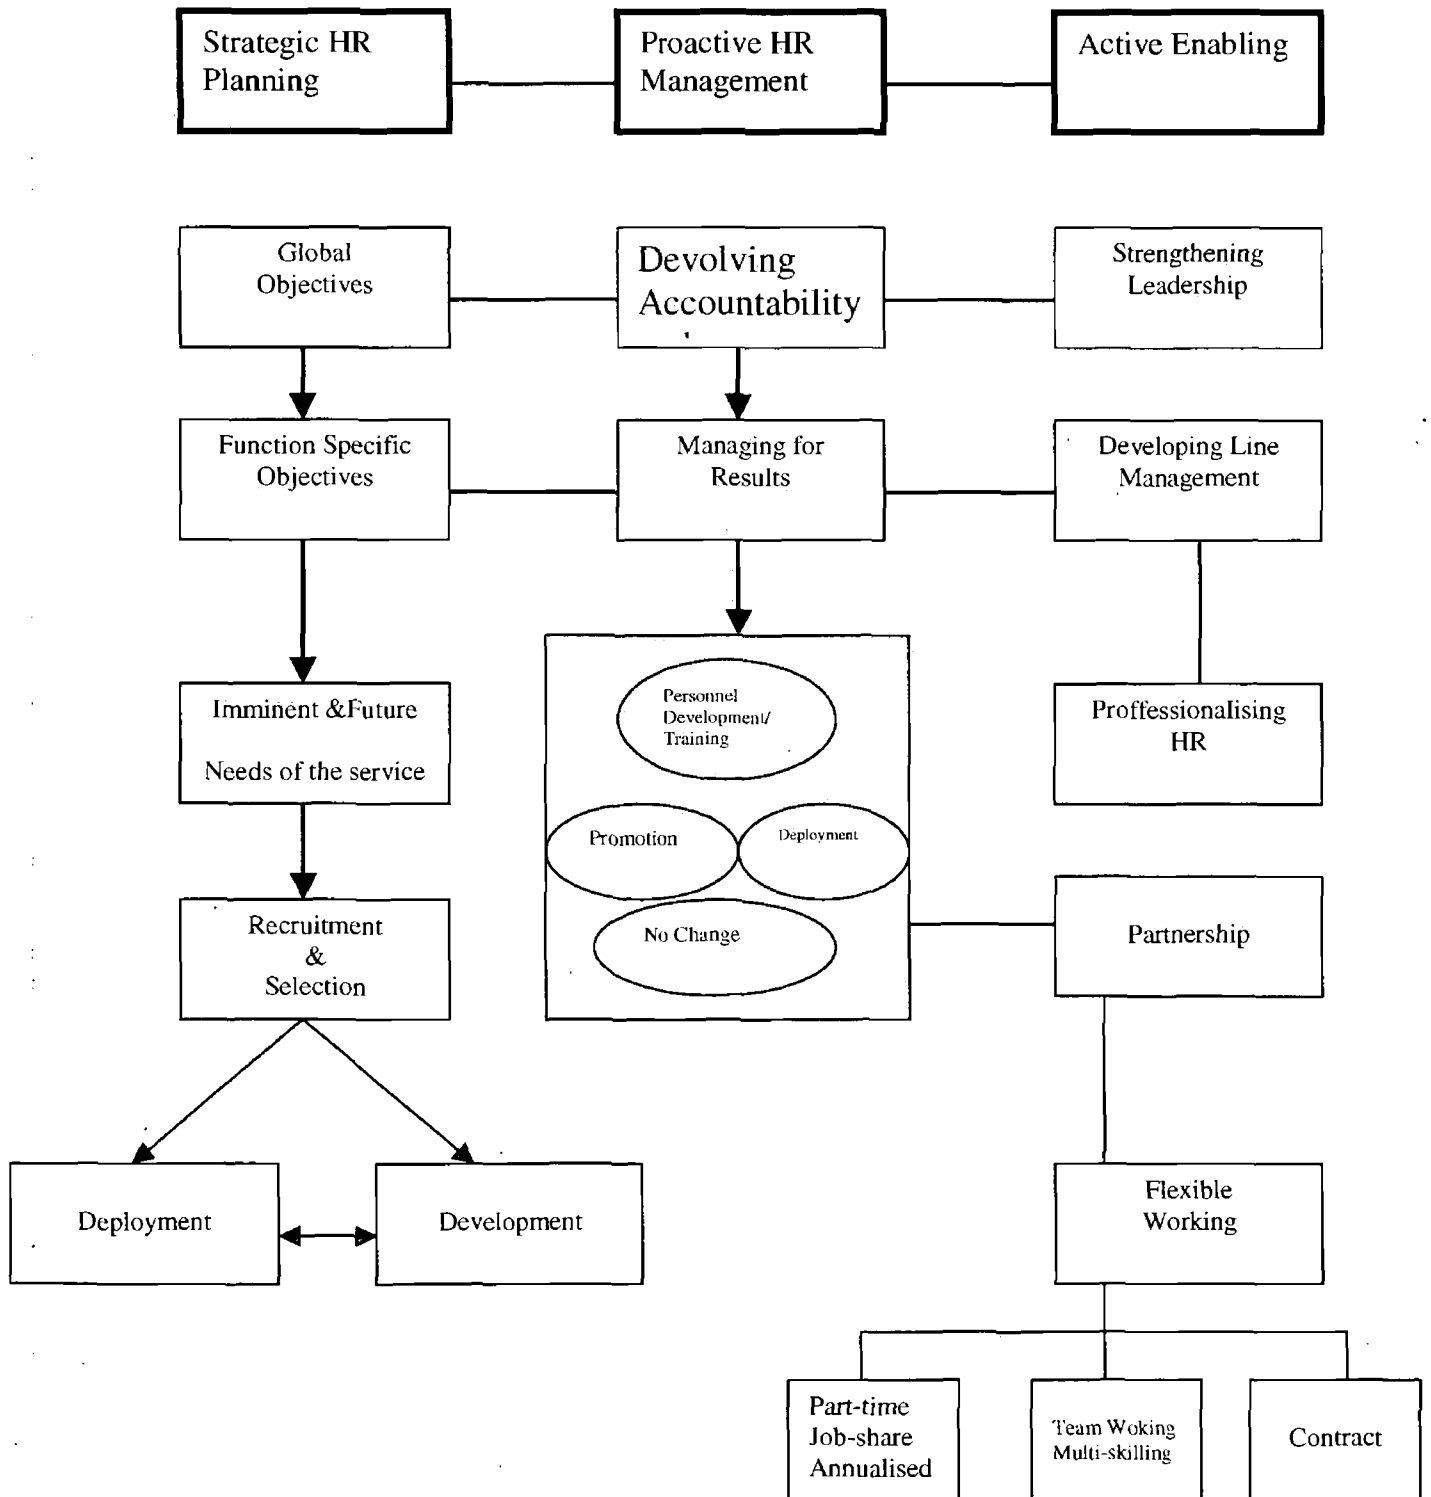 Strategic HR
Planning
Proactive HR
Management
Active Enabling
Global
Objectives
Devolving
Accountability
Strengthening
Leadership
Function Specific
Objectives
Managing for
Results
Developing Line
Management
Imminent &Future
Needs of the service
Personnel
Development/
Training
Proffessionalising
HR
Promotion
Deployment
No Change
Recruitment
&
Selection
Partnership
Deployment
Development
Flexible
Working
Part-time
Job-share
Annualised
Team Woking
Multi-skilling
Contract